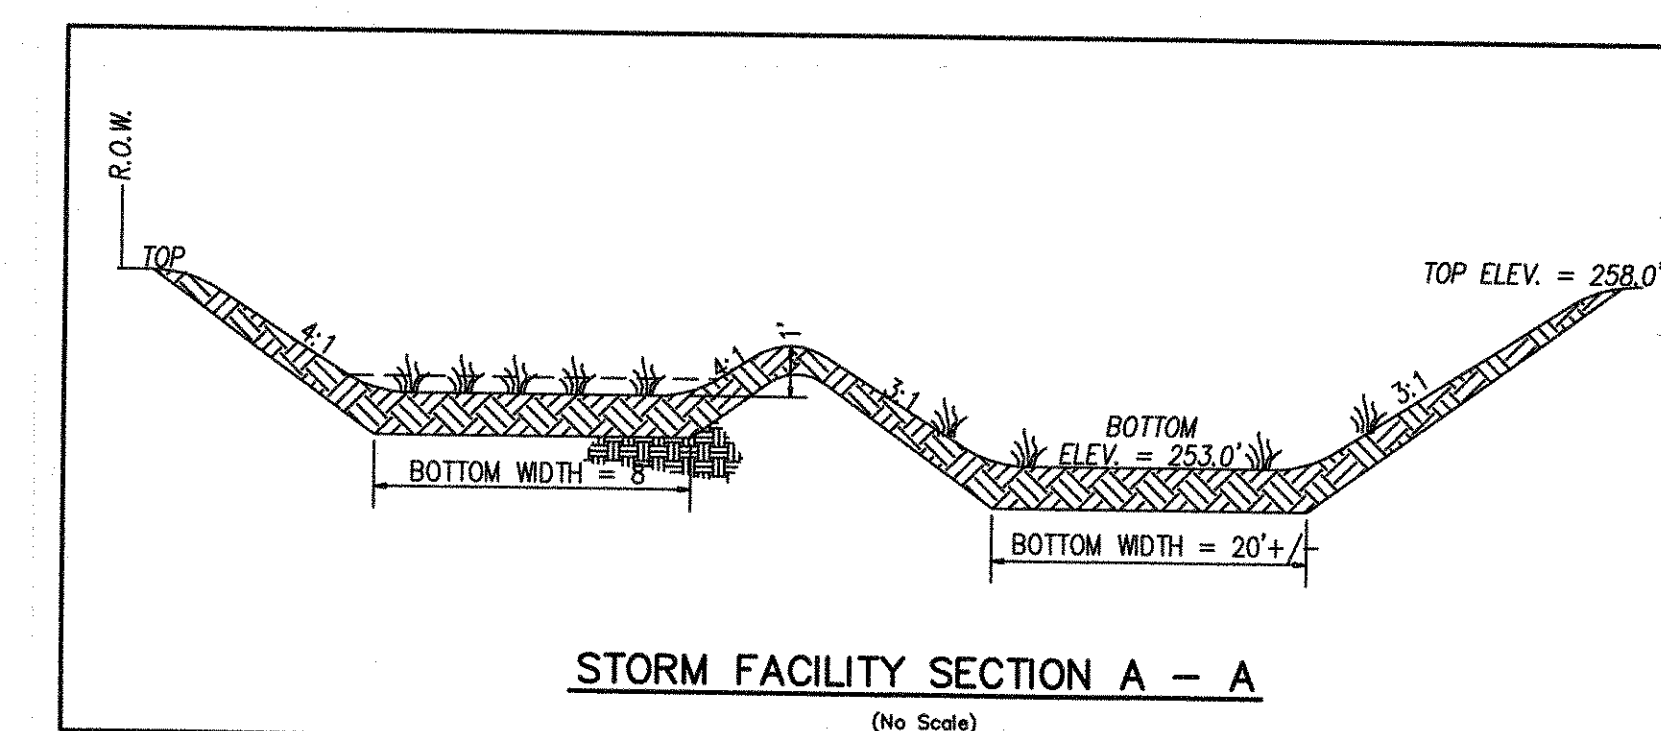 R.O.W.
TOP
TOP ELEV. = 258.0'
4:1
4:1
1'
3:1
3:1
BOTTOM
ELEV. = 253.0'
BOTTOM WIDTH = 8'
BOTTOM WIDTH = 20'+/-
STORM FACILITY SECTION A - A
(No Scale)